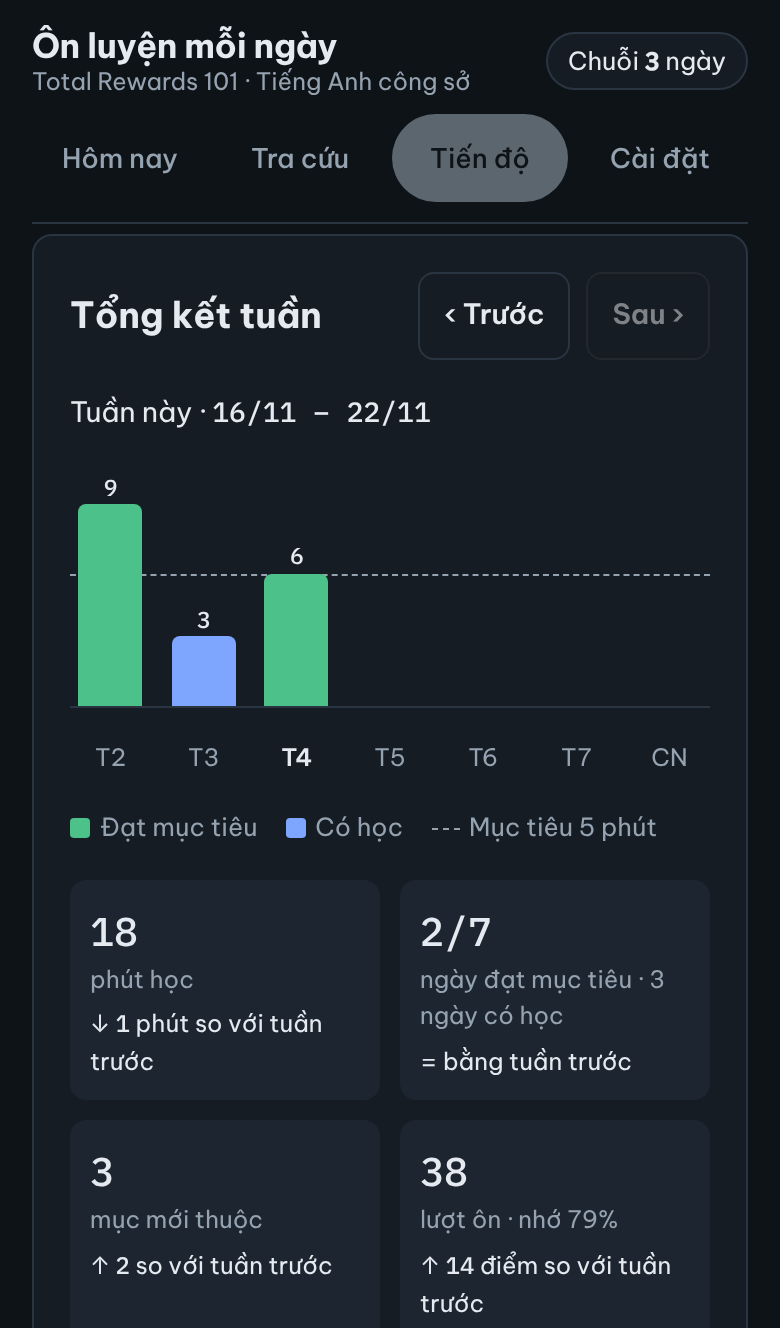 Ôn luyện mỗi ngày
Total Rewards 101 · Tiếng Anh công sở
Chuỗi 3 ngày
Hôm nay
Tra cứu
Tiến độ
Cài đặt
Tổng kết tuần
‹ Trước
Sau ›
Tuần này · 16/11 – 22/11
9
3
6
T2
T3
T4
T5
T6
T7
CN
Đạt mục tiêu
Có học
Mục tiêu 5 phút
18
phút học
↓ 1 phút so với tuần
trước
2/7
ngày đạt mục tiêu · 3
ngày có học
= bằng tuần trước
3
mục mới thuộc
↑ 2 so với tuần trước
38
lượt ôn · nhớ 79%
↑ 14 điểm so với tuần
trước